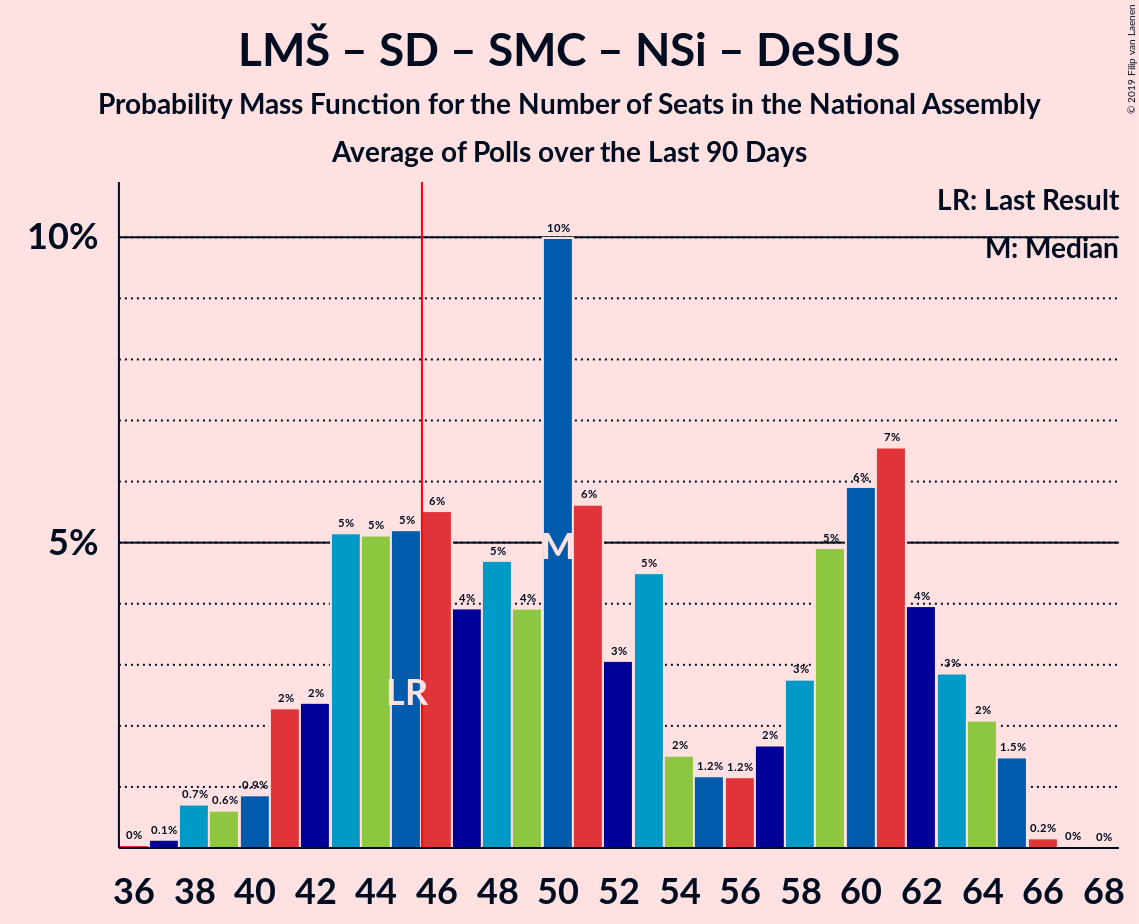 LMŠ – SD – SMC – NSi – DeSUS
Probability Mass Function for the Number of Seats in the National Assembly
Average of Polls over the Last 90 Days
© 2019 Filip van Laenen
LR: Last Result
M: Median
10%
5%
0% 0.1% 0.7% 0.6% 0.9% 2% 2% 5% 5% 5% 6% 4% 5% 4% 10% 6% 3% 5% 2% 1.2% 1.2% 2% 3% 5% 6% 7% 4% 3% 2% 1.5% 0.2% 0% 0%
LR
M
36 38 40 42 44 46 48 50 52 54 56 58 60 62 64 66 68